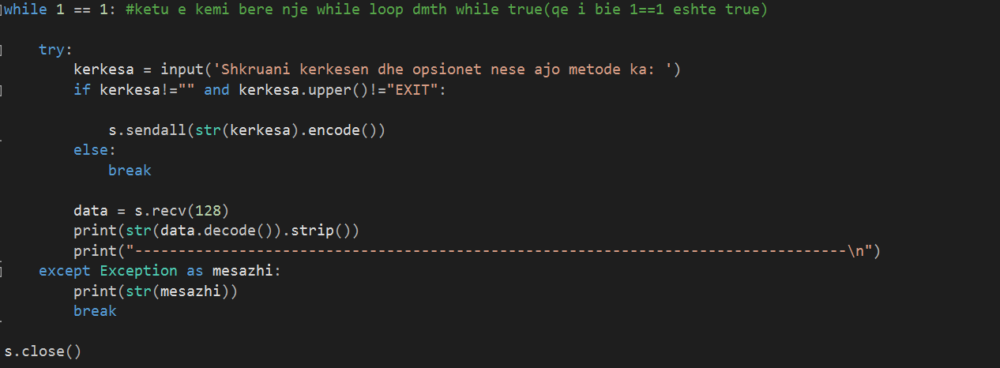 while 1 == 1: #ketu e kemi bere nje while loop dmth while true(qe i bie 1==1 eshte true)
try:
kerkesa = input('Shkruani kerkesen dhe opsionet nese ajo metode ka: ')
if kerkesa!="" and kerkesa.upper()!="EXIT":
s.sendall(str(kerkesa).encode())
else:
break
data = s.recv(128)
print(str(data.decode()).strip())
print("----------------------------------------------------------------------------------\n")
except Exception as mesazhi:
print(str(mesazhi))
break
s.close()